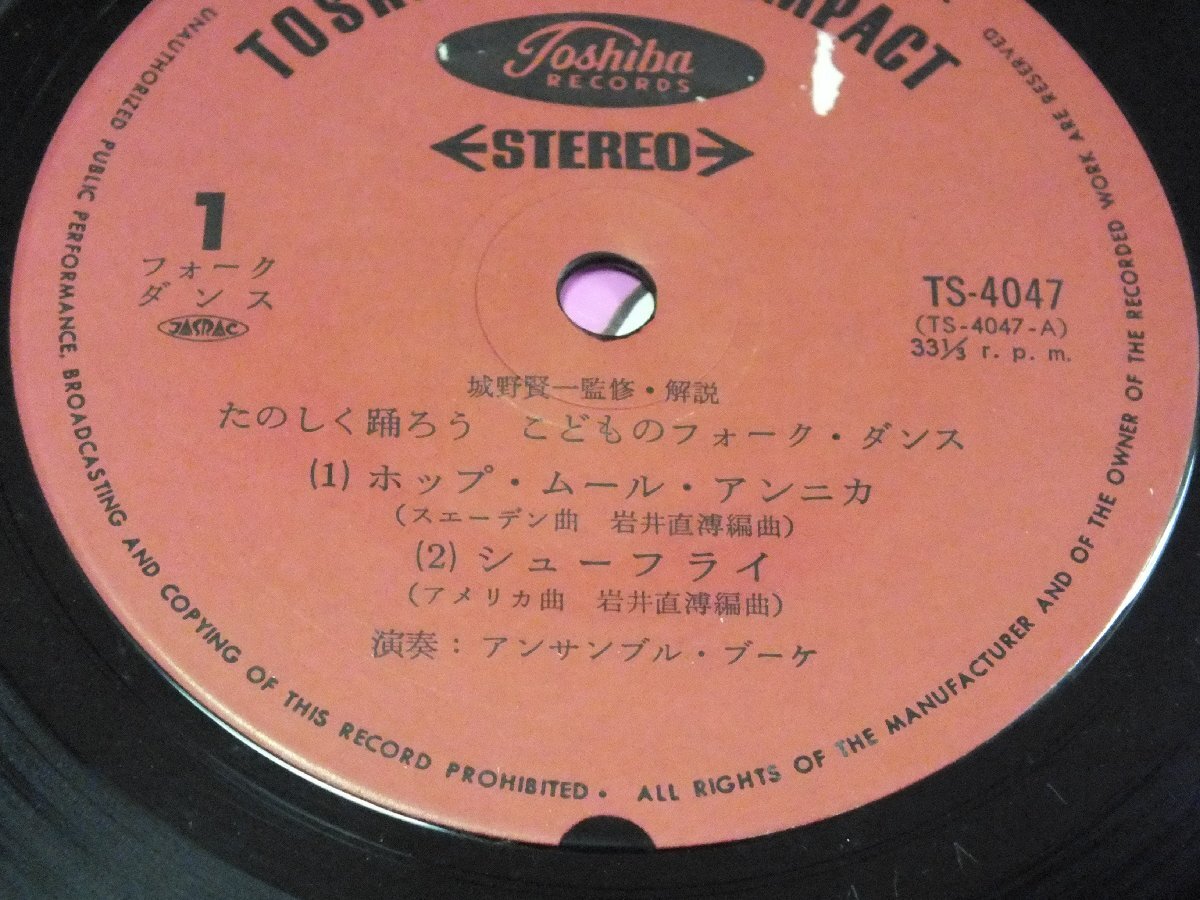 Toshiba
RECORDS
STEREO
1
フォーク
ダンス
JASRAC
TS-4047
(TS-4047-A)
33⅓ r. p. m.
城野賢一監修・解説
たのしく踊ろう こどものフォーク・ダンス
(1) ホップ・ムール・アンニカ
(スエーデン曲 岩井直溥編曲)
(2) シューフライ
(アメリカ曲 岩井直溥編曲)
演奏：アンサンブル・ブーケ
UNAUTHORIZED PUBLIC PERFORMANCE, BROADCASTING AND COPYING OF THIS RECORD PROHIBITED • ALL RIGHTS OF THE MANUFACTURER AND OF THE OWNER OF THE RECORDED WORK ARE RESERVED